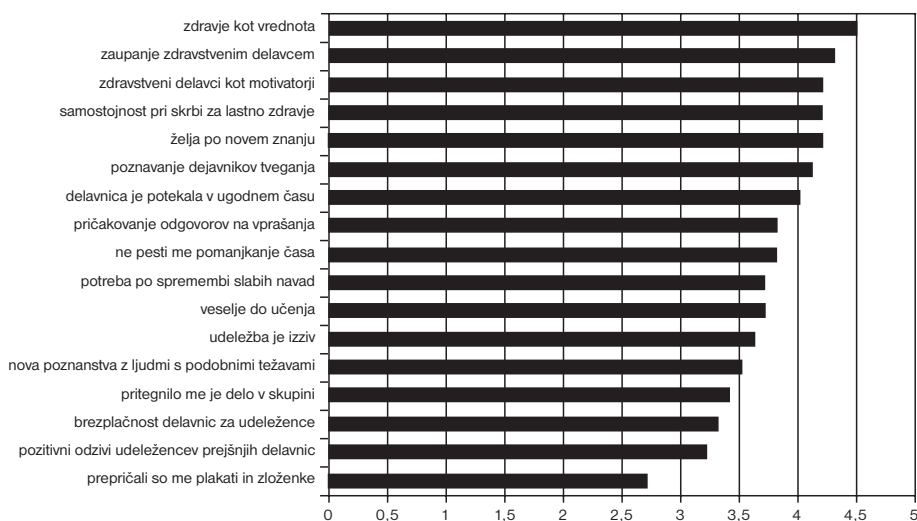 zdravje kot vrednota
zaupanje zdravstvenim delavcem
zdravstveni delavci kot motivatorji
samostojnost pri skrbi za lastno zdravje
želja po novem znanju
poznavanje dejavnikov tveganja
delavnica je potekala v ugodnem času
pričakovanje odgovorov na vprašanja
ne pesti me pomanjkanje časa
potreba po spremembi slabih navad
veselje do učenja
udeležba je izziv
nova poznanstva z ljudmi s podobnimi težavami
pritegnilo me je delo v skupini
brezplačnost delavnic za udeležence
pozitivni odzivi udeležencev prejšnjih delavnic
prepričali so me plakati in zloženke
0 0,5 1 1,5 2 2,5 3 3,5 4 4,5 5